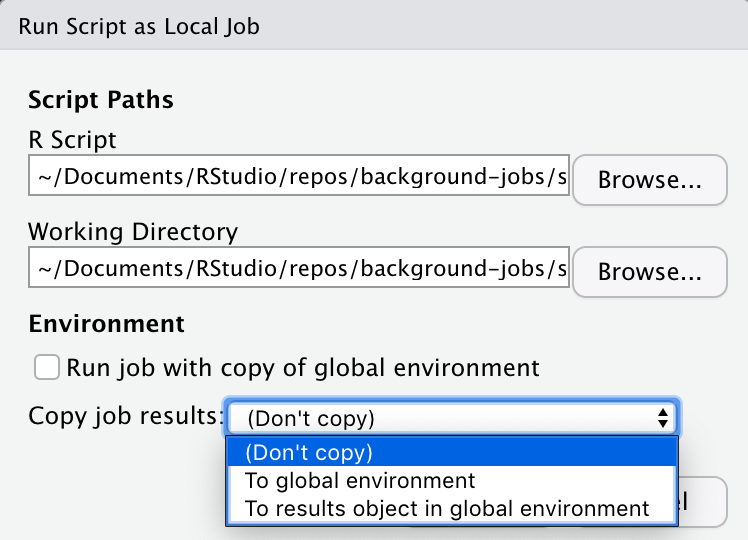 Run Script as Local Job
Script Paths
R Script
~/Documents/RStudio/repos/background-jobs/s
Browse...
Working Directory
~/Documents/RStudio/repos/background-jobs/s
Browse...
Environment
Run job with copy of global environment
Copy job results: (Don't copy)
(Don't copy)
To global environment
To results object in global environment